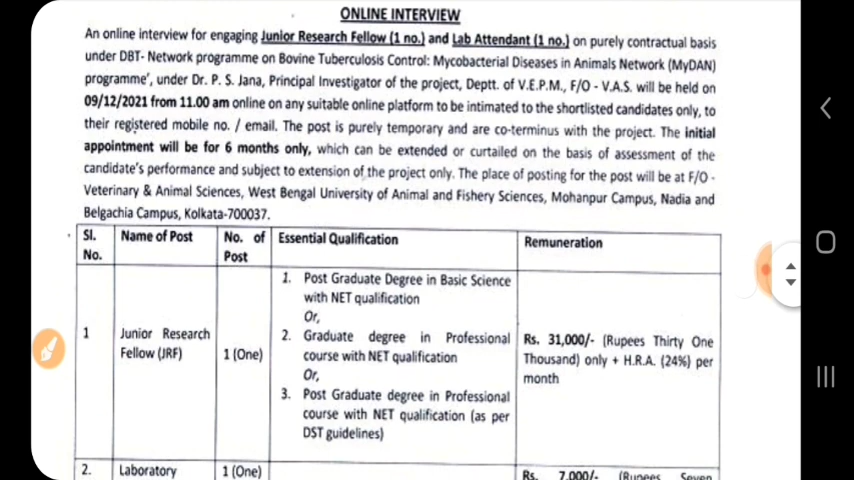 ONLINE INTERVIEW
An online interview for engaging Junior Research Fellow (1 no.) and Lab Attendant (1 no.) on purely contractual basis
under DBT- Network programme on Bovine Tuberculosis Control: Mycobacterial Diseases in Animals Network (MyDAN)
programme', under Dr. P. S. Jana, Principal Investigator of the project, Deptt. of V.E.P.M., F/O - V.A.S. will be held on
09/12/2021 from 11.00 am online on any suitable online platform to be intimated to the shortlisted candidates only, to
their registered mobile no. / email. The post is purely temporary and are co-terminus with the project. The initial
appointment will be for 6 months only, which can be extended or curtailed on the basis of assessment of the
candidate's performance and subject to extension of the project only. The place of posting for the post will be at F/O -
Veterinary & Animal Sciences, West Bengal University of Animal and Fishery Sciences, Mohanpur Campus, Nadia and
Belgachia Campus, Kolkata-700037.
Sl. Name of Post No. of Essential Qualification Remuneration
No. Post
1. Post Graduate Degree in Basic Science
with NET qualification
Or,
1 Junior Research 2. Graduate degree in Professional Rs. 31,000/- (Rupees Thirty One
Fellow (JRF) 1 (One) course with NET qualification Thousand) only + H.R.A. (24%) per
Or, month
3. Post Graduate degree in Professional
course with NET qualification (as per
DST guidelines)
2. Laboratory 1 (One) Rs. 7,000/- (Rupees Seven